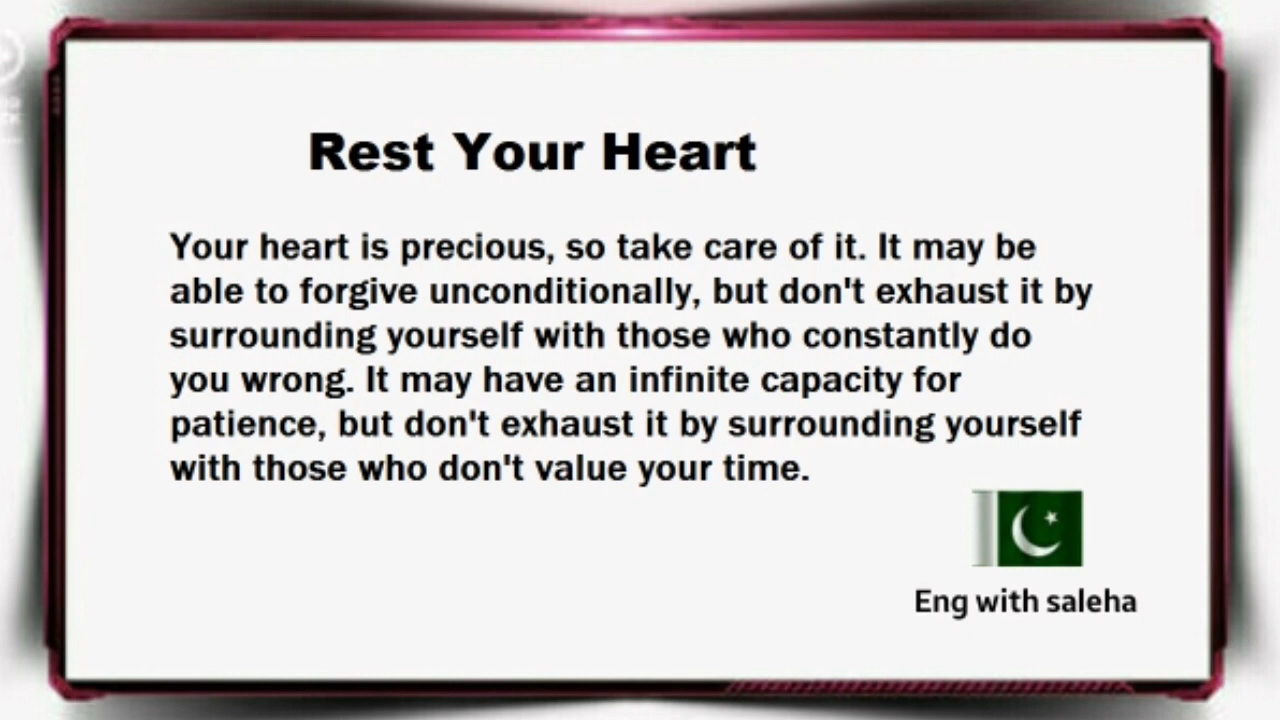 Rest Your Heart
Your heart is precious, so take care of it. It may be
able to forgive unconditionally, but don't exhaust it by
surrounding yourself with those who constantly do
you wrong. It may have an infinite capacity for
patience, but don't exhaust it by surrounding yourself
with those who don't value your time.
Eng with saleha